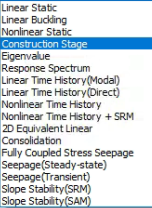 Linear Static
Linear Buckling
Nonlinear Static
Construction Stage
Eigenvalue
Response Spectrum
Linear Time History(Modal)
Linear Time History(Direct)
Nonlinear Time History
Nonlinear Time History + SRM
2D Equivalent Linear
Consolidation
Fully Coupled Stress Seepage
Seepage(Steady-state)
Seepage(Transient)
Slope Stability(SRM)
Slope Stability(SAM)